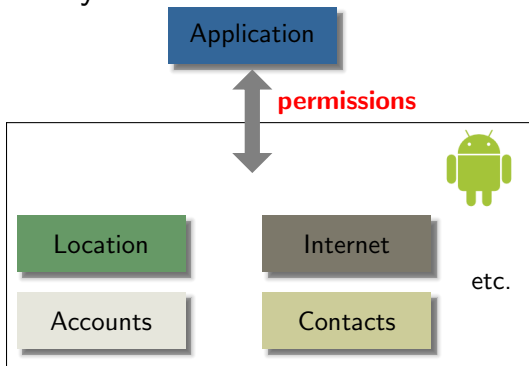 Application
permissions
Location
Internet
etc.
Accounts
Contacts